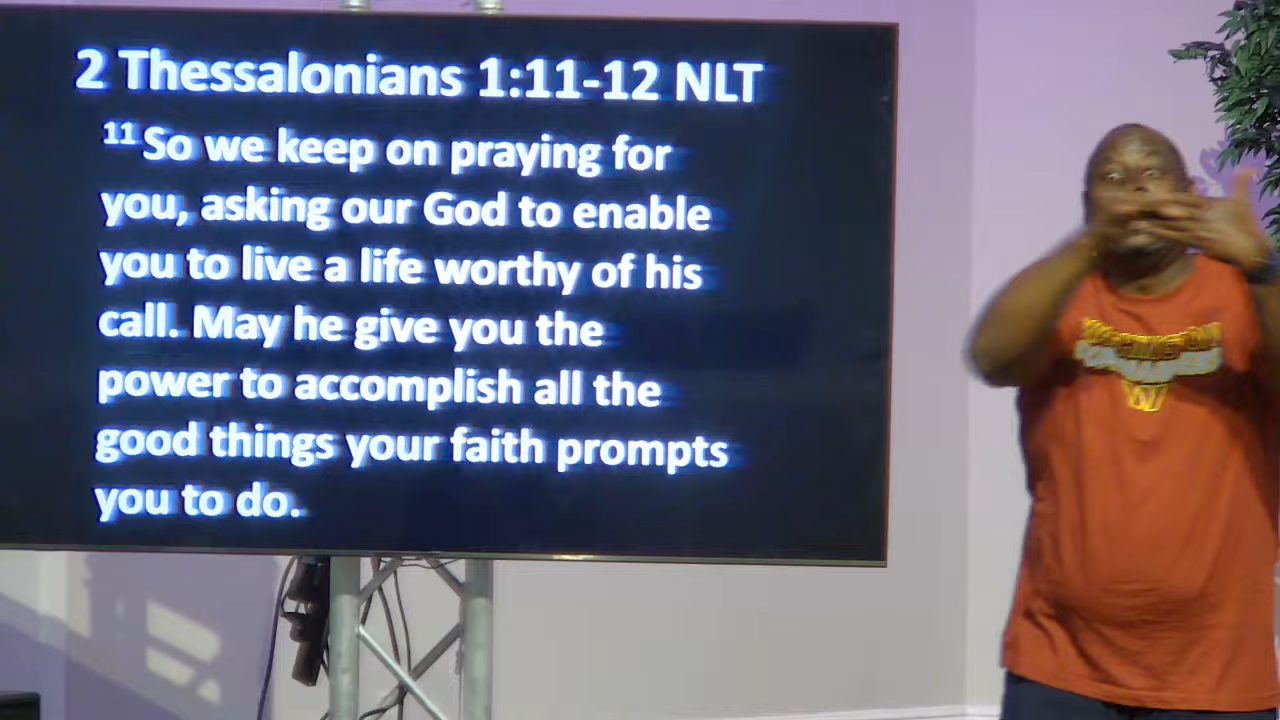 2 Thessalonians 1:11-12 NLT
11 So we keep on praying for
you, asking our God to enable
you to live a life worthy of his
call. May he give you the
power to accomplish all the
good things your faith prompts
you to do.
YOU